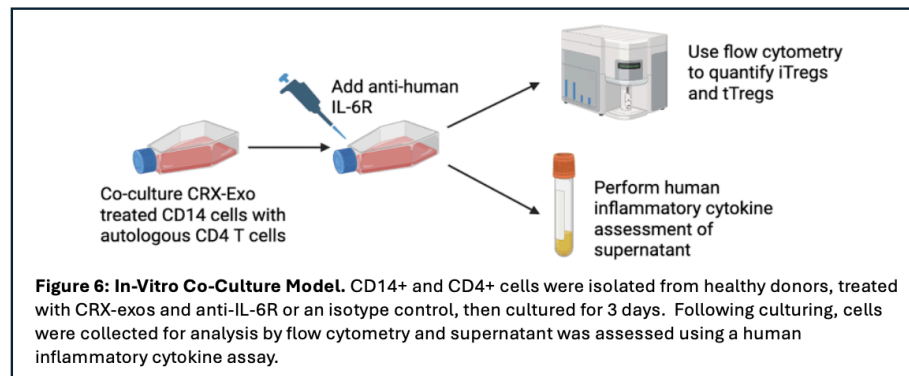 Add anti-human
IL-6R
Use flow cytometry
to quantify iTregs
and tTregs
Co-culture CRX-Exo
treated CD14 cells with
autologous CD4 T cells
Perform human
inflammatory cytokine
assessment of
supernatant
Figure 6: In-Vitro Co-Culture Model. CD14+ and CD4+ cells were isolated from healthy donors, treated
with CRX-exos and anti-IL-6R or an isotype control, then cultured for 3 days.  Following culturing, cells
were collected for analysis by flow cytometry and supernatant was assessed using a human
inflammatory cytokine assay.